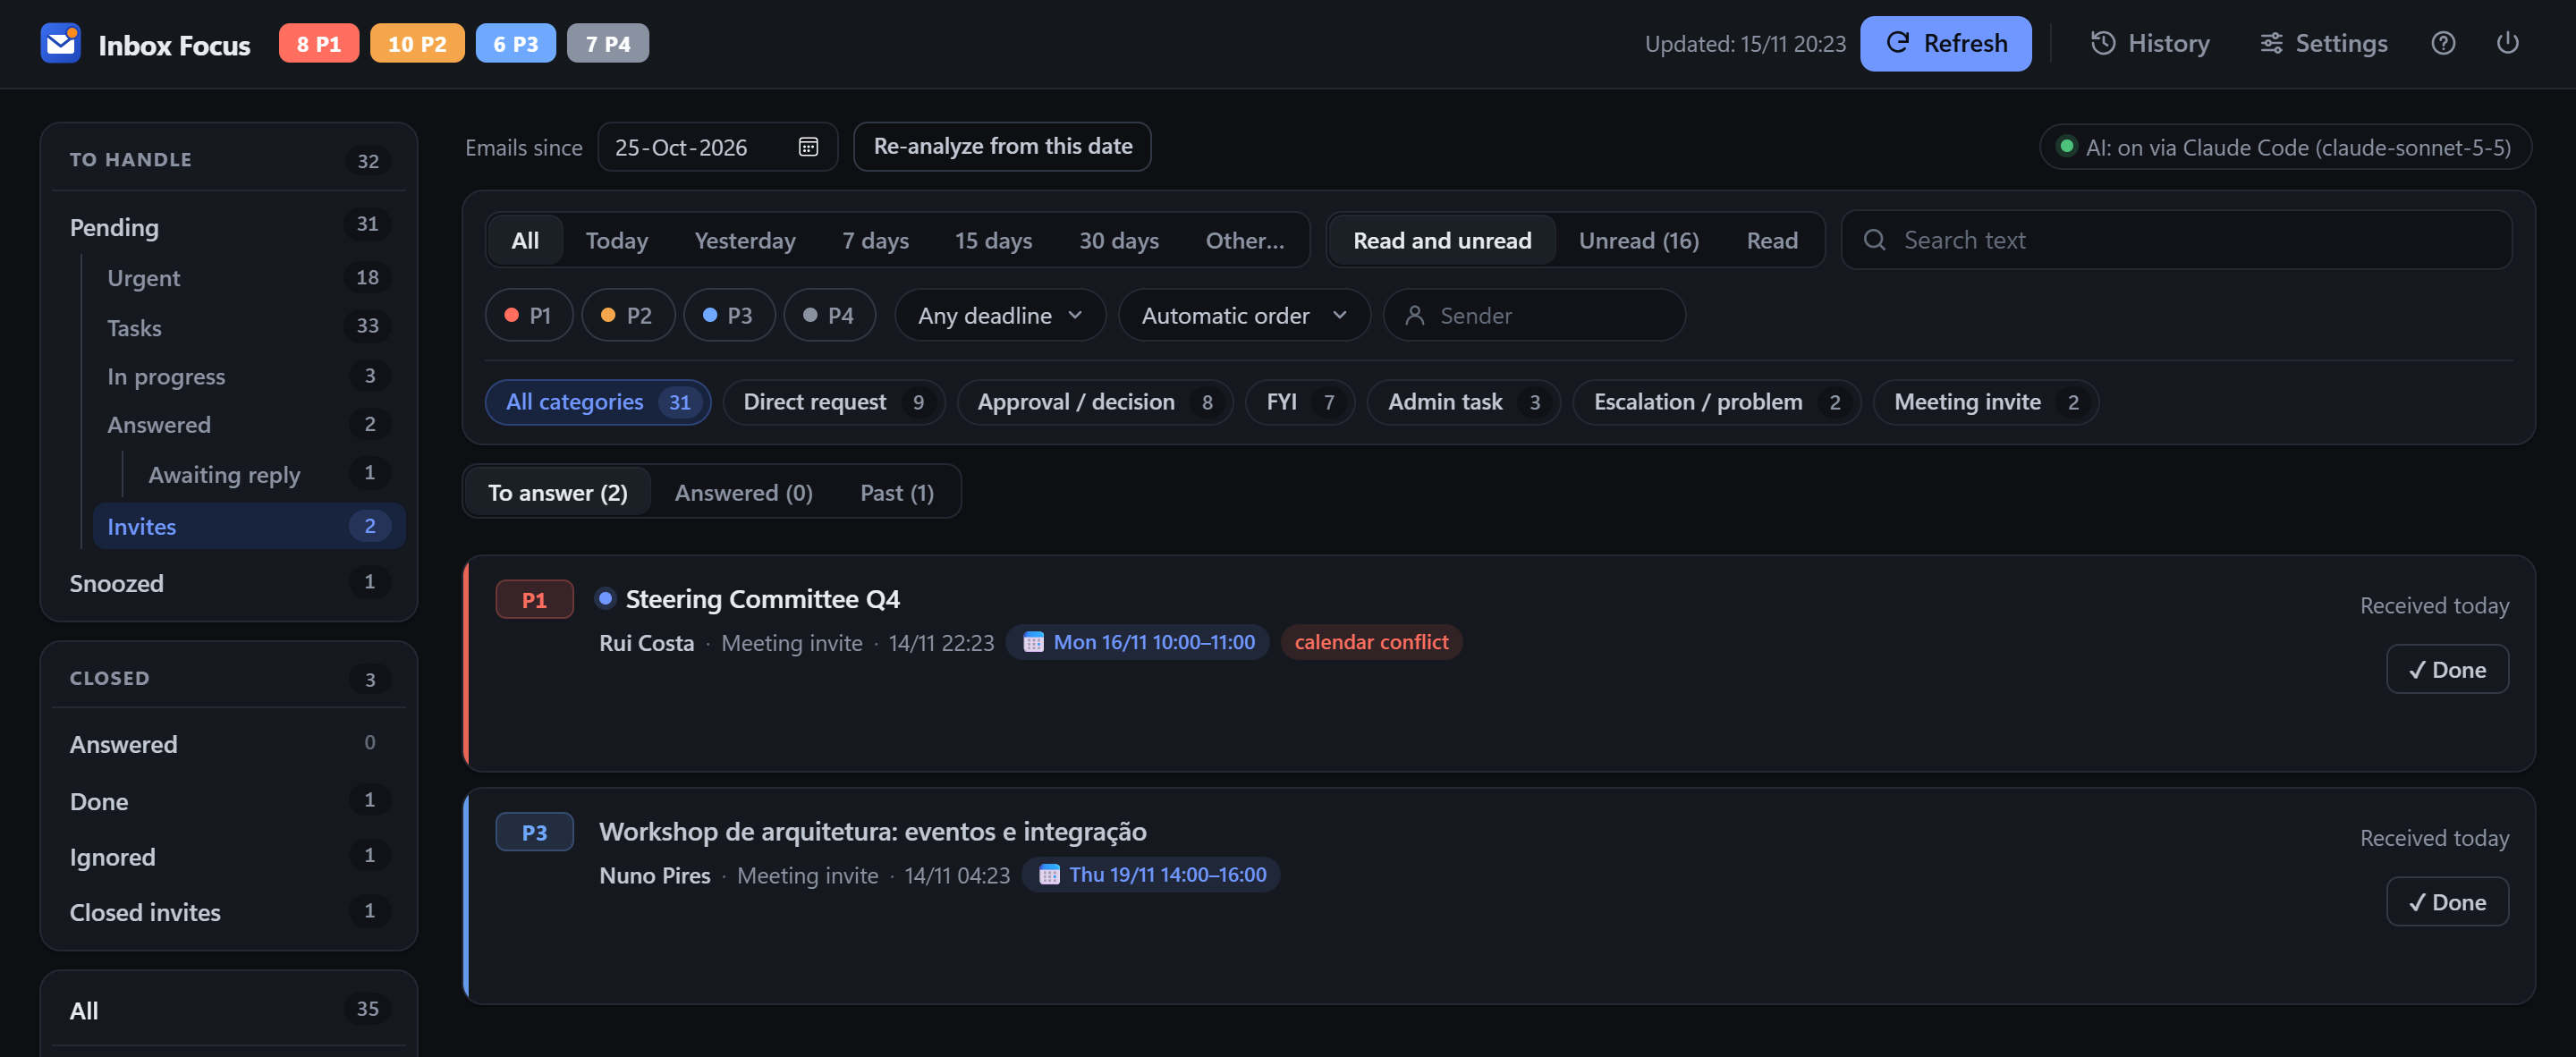 Inbox Focus 8 P1 10 P2 6 P3 7 P4 Updated: 15/11 20:23 Refresh History Settings
TO HANDLE 32
Pending 31
Urgent 18
Tasks 33
In progress 3
Answered 2
Awaiting reply 1
Invites 2
Snoozed 1
CLOSED 3
Answered 0
Done 1
Ignored 1
Closed invites 1
All 35
Emails since 25-Oct-2026 Re-analyze from this date AI: on via Claude Code (claude-sonnet-5-5)
All Today Yesterday 7 days 15 days 30 days Other... Read and unread Unread (16) Read Search text
P1 P2 P3 P4 Any deadline Automatic order Sender
All categories 31 Direct request 9 Approval / decision 8 FYI 7 Admin task 3 Escalation / problem 2 Meeting invite 2
To answer (2) Answered (0) Past (1)
P1 Steering Committee Q4 Received today
Rui Costa · Meeting invite · 14/11 22:23 Mon 16/11 10:00–11:00 calendar conflict
✓ Done
P3 Workshop de arquitetura: eventos e integração Received today
Nuno Pires · Meeting invite · 14/11 04:23 Thu 19/11 14:00–16:00
✓ Done